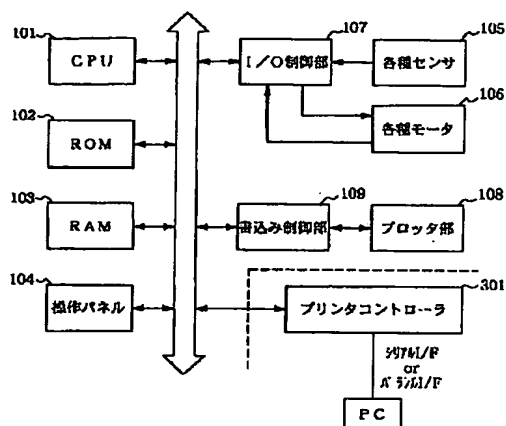 101
CPU
102
ROM
103
RAM
104
操作パネル
107
I/O制御部
105
各種センサ
106
各種モータ
109
書込み制御部
108
プロッタ部
301
プリンタコントローラ
ｼﾘｱﾙI/F
or
ﾊﾟﾗﾚﾙI/F
PC